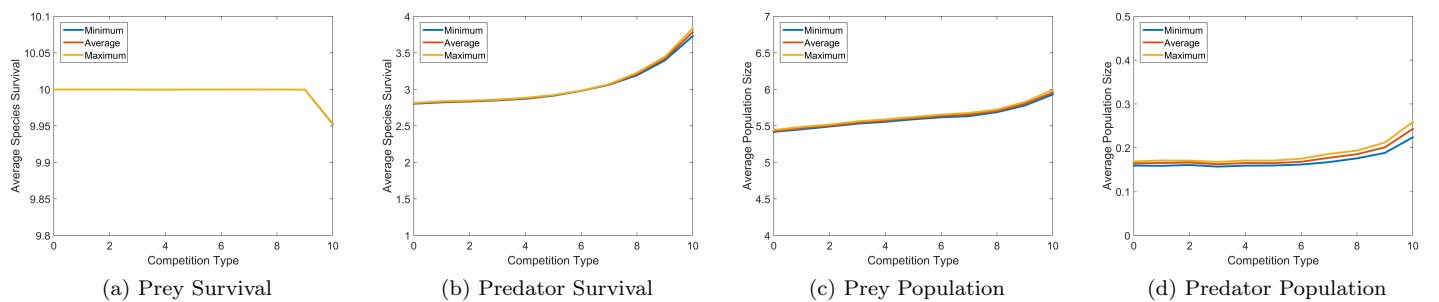 10.1
10.05
10
9.95
9.9
9.85
9.8
Average Species Survival
Minimum
Average
Maximum
0 2 4 6 8 10
Competition Type
(a) Prey Survival
4
3.5
3
2.5
2
1.5
1
Average Species Survival
Minimum
Average
Maximum
0 2 4 6 8 10
Competition Type
(b) Predator Survival
7
6.5
6
5.5
5
4.5
4
Average Population Size
Minimum
Average
Maximum
0 2 4 6 8 10
Competition Type
(c) Prey Population
0.5
0.4
0.3
0.2
0.1
0
Average Population Size
Minimum
Average
Maximum
0 2 4 6 8 10
Competition Type
(d) Predator Population